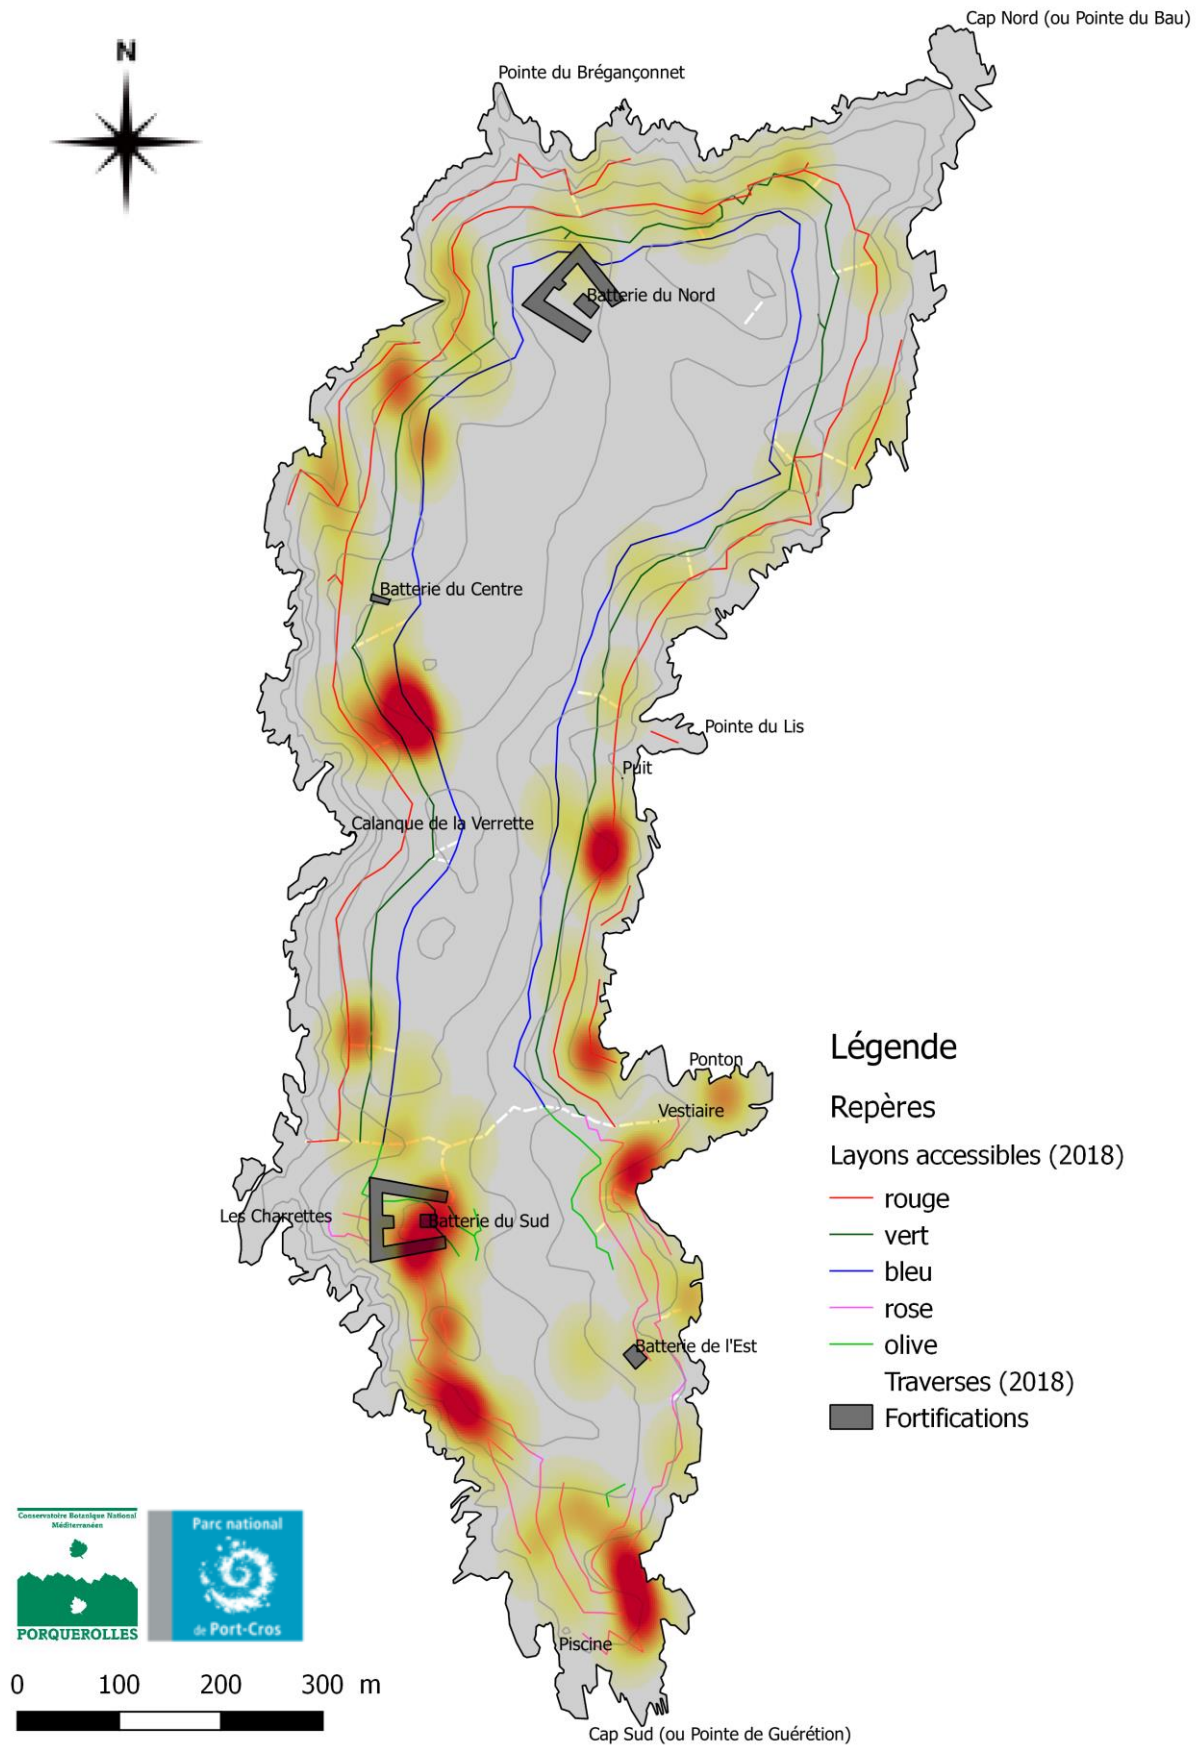 Cap Nord (ou Pointe du Bau)
N
Pointe du Brégançonnet
Batterie du Nord
Batterie du Centre
Pointe du Lis
Puit
Calanque de la Verrette
Ponton
Vestiaire
Les Charrettes
Batterie du Sud
Batterie de l'Est
Piscine
Cap Sud (ou Pointe de Guérétion)
Légende
Repères
Layons accessibles (2018)
rouge
vert
bleu
rose
olive
Traverses (2018)
Fortifications
Conservatoire Botanique National
Méditerranéen
PORQUEROLLES
Parc national
de Port-Cros
0 100 200 300 m